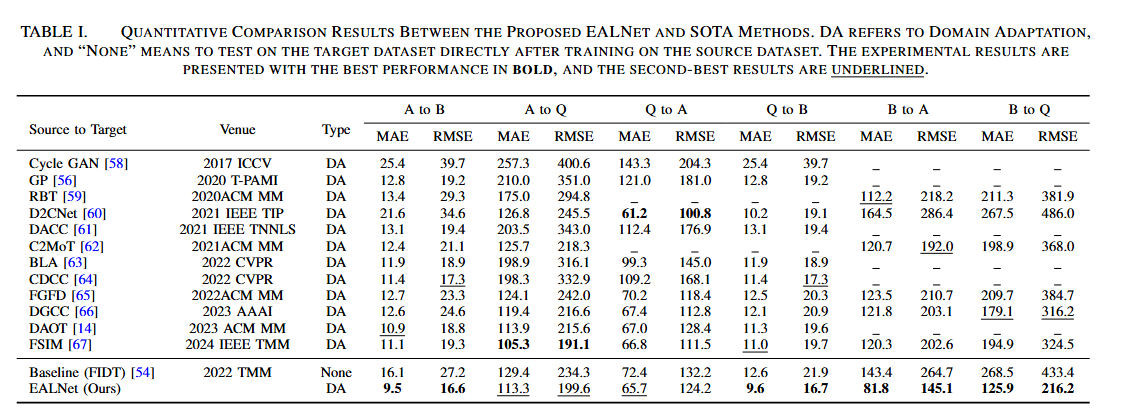 TABLE I. QUANTITATIVE COMPARISON RESULTS BETWEEN THE PROPOSED EALNET AND SOTA METHODS. DA REFERS TO DOMAIN ADAPTATION,
AND “NONE” MEANS TO TEST ON THE TARGET DATASET DIRECTLY AFTER TRAINING ON THE SOURCE DATASET. THE EXPERIMENTAL RESULTS ARE
PRESENTED WITH THE BEST PERFORMANCE IN BOLD, AND THE SECOND-BEST RESULTS ARE UNDERLINED.
Source to Target Venue Type A to B A to Q Q to A Q to B B to A B to Q
MAE RMSE MAE RMSE MAE RMSE MAE RMSE MAE RMSE MAE RMSE
Cycle GAN [58] 2017 ICCV DA 25.4 39.7 257.3 400.6 143.3 204.3 25.4 39.7 – – – –
GP [56] 2020 T-PAMI DA 12.8 19.2 210.0 351.0 121.0 181.0 12.8 19.2 – – – –
RBT [59] 2020ACM MM DA 13.4 29.3 175.0 294.8 – – – – 112.2 218.2 211.3 381.9
D2CNet [60] 2021 IEEE TIP DA 21.6 34.6 126.8 245.5 61.2 100.8 10.2 19.1 164.5 286.4 267.5 486.0
DACC [61] 2021 IEEE TNNLS DA 13.1 19.4 203.5 343.0 112.4 176.9 13.1 19.4 – – – –
C2MoT [62] 2021ACM MM DA 12.4 21.1 125.7 218.3 – – – – 120.7 192.0 198.9 368.0
BLA [63] 2022 CVPR DA 11.9 18.9 198.9 316.1 99.3 145.0 11.9 18.9 – – – –
CDCC [64] 2022 CVPR DA 11.4 17.3 198.3 332.9 109.2 168.1 11.4 17.3 – – – –
FGFD [65] 2022ACM MM DA 12.7 23.3 124.1 242.0 70.2 118.4 12.5 20.3 123.5 210.7 209.7 384.7
DGCC [66] 2023 AAAI DA 12.6 24.6 119.4 216.6 67.4 112.8 12.1 20.9 121.8 203.1 179.1 316.2
DAOT [14] 2023 ACM MM DA 10.9 18.8 113.9 215.6 67.0 128.4 11.3 19.6 – – – –
FSIM [67] 2024 IEEE TMM DA 11.1 19.3 105.3 191.1 66.8 111.5 11.0 19.7 120.3 202.6 194.9 324.5
Baseline (FIDT) [54] 2022 TMM None 16.1 27.2 129.4 234.3 72.4 132.2 12.6 21.9 143.4 264.7 268.5 433.4
EALNet (Ours) DA 9.5 16.6 113.3 199.6 65.7 124.2 9.6 16.7 81.8 145.1 125.9 216.2